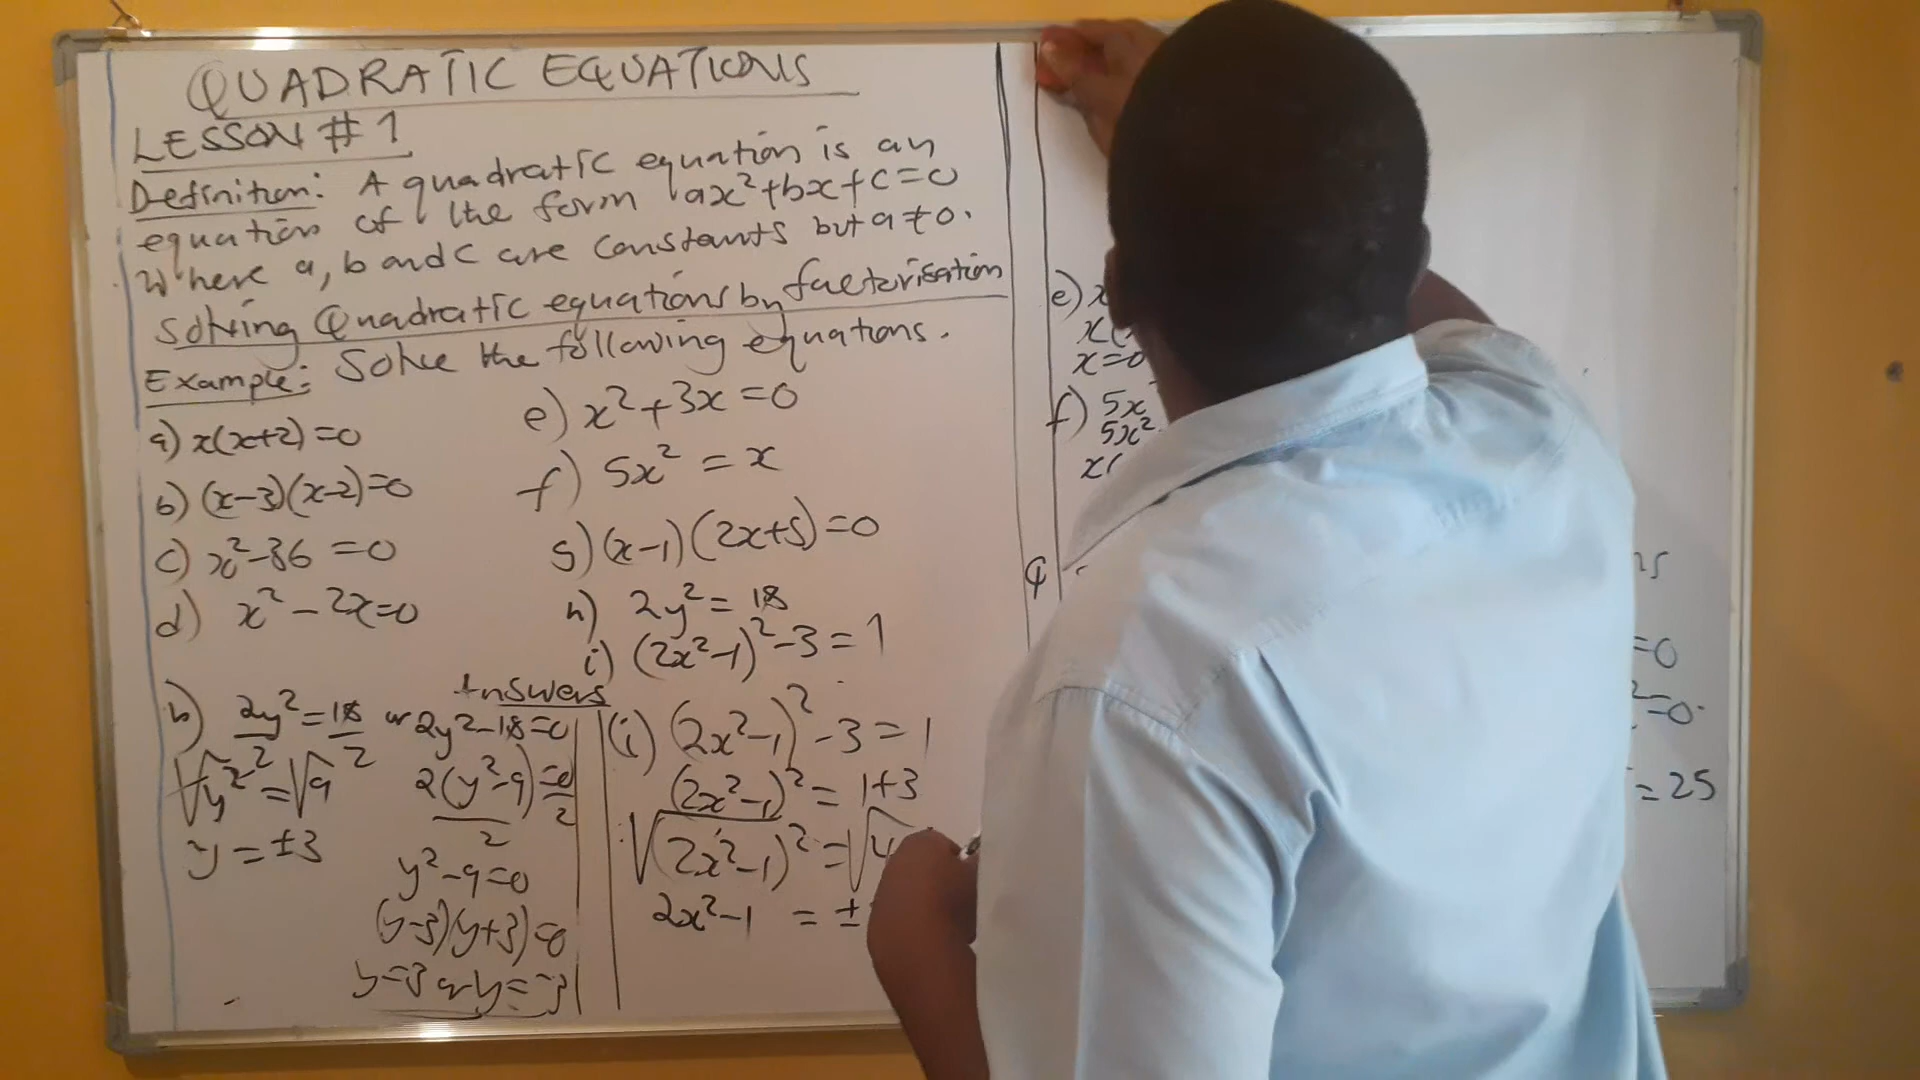 QUADRATIC EQUATIONS
LESSON # 1
Definition: A quadratic equation is an
equation of the form ax²+bx+c=0
Where a, b and c are constants but a≠0.
Solving Quadratic equations by factorisation
Example: Solve the following equations.
a) x(x+2)=0
b) (x-3)(x-2)=0
c) x²-36=0
d) x²-2x=0
e) x²+3x=0
f) 5x²=x
g) (x-1)(2x+5)=0
h) 2y²=18
i) (2x²-1)²-3=1
Answers
h) 2y²=18 or 2y²-18=0
2 2
√y²=√9
y=±3
2(y²-9)=0
2 2
y²-9=0
(y-3)(y+3)=0
y=3 or y=-3
(i) (2x²-1)²-3=1
(2x²-1)²=1+3
√(2x²-1)²=√4
2x²-1=±
e) x
x(
x=0
f) 5x
5x²
x(
=0
=0.
=25